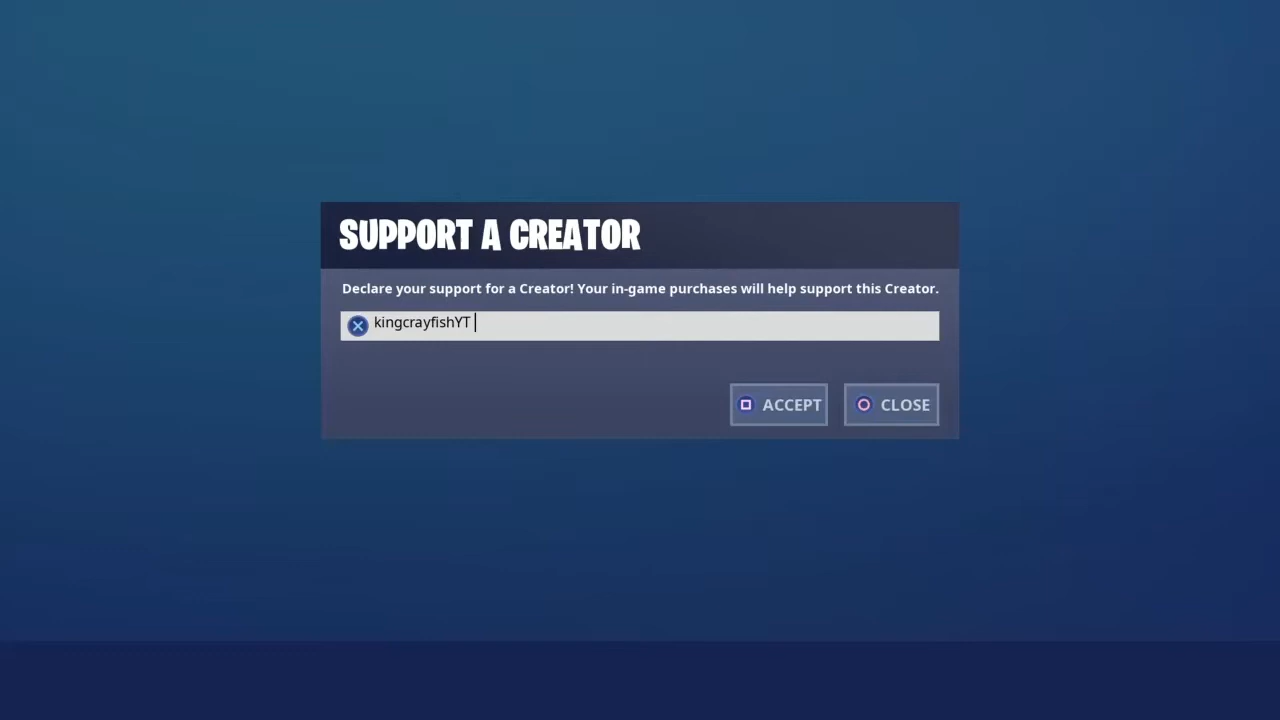 SUPPORT A CREATOR
Declare your support for a Creator! Your in-game purchases will help support this Creator.
kingcrayfishYT
ACCEPT
CLOSE